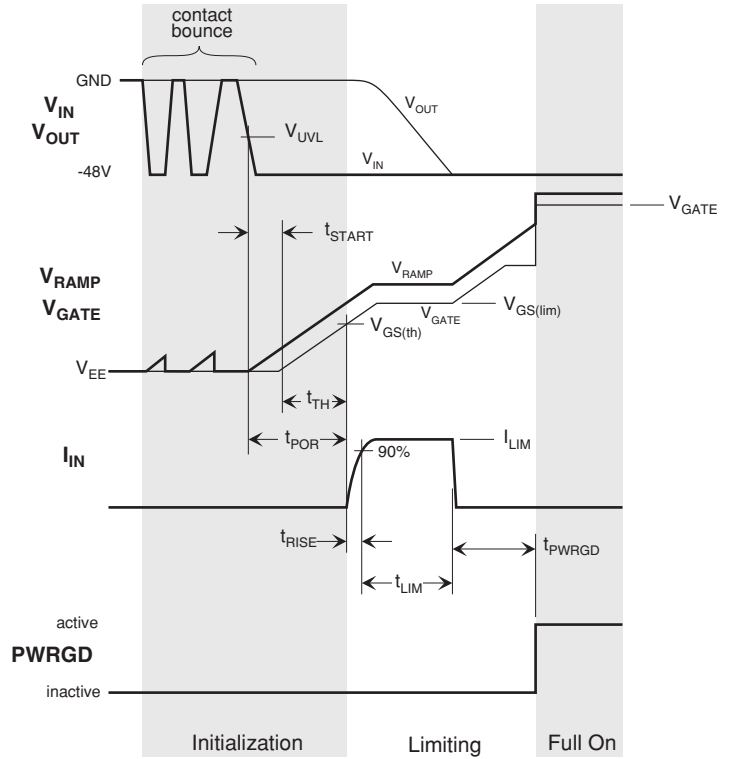 contact
bounce
GND
VIN
VOUT
-48V
VUVL
VOUT
VIN
VGATE
tSTART
VRAMP
VGATE
VRAMP
VGATE
VGS(lim)
VGS(th)
VEE
tTH
tPOR
IIN
ILIM
90%
tRISE
tPWRGD
tLIM
active
PWRGD
inactive
Initialization
Limiting
Full On